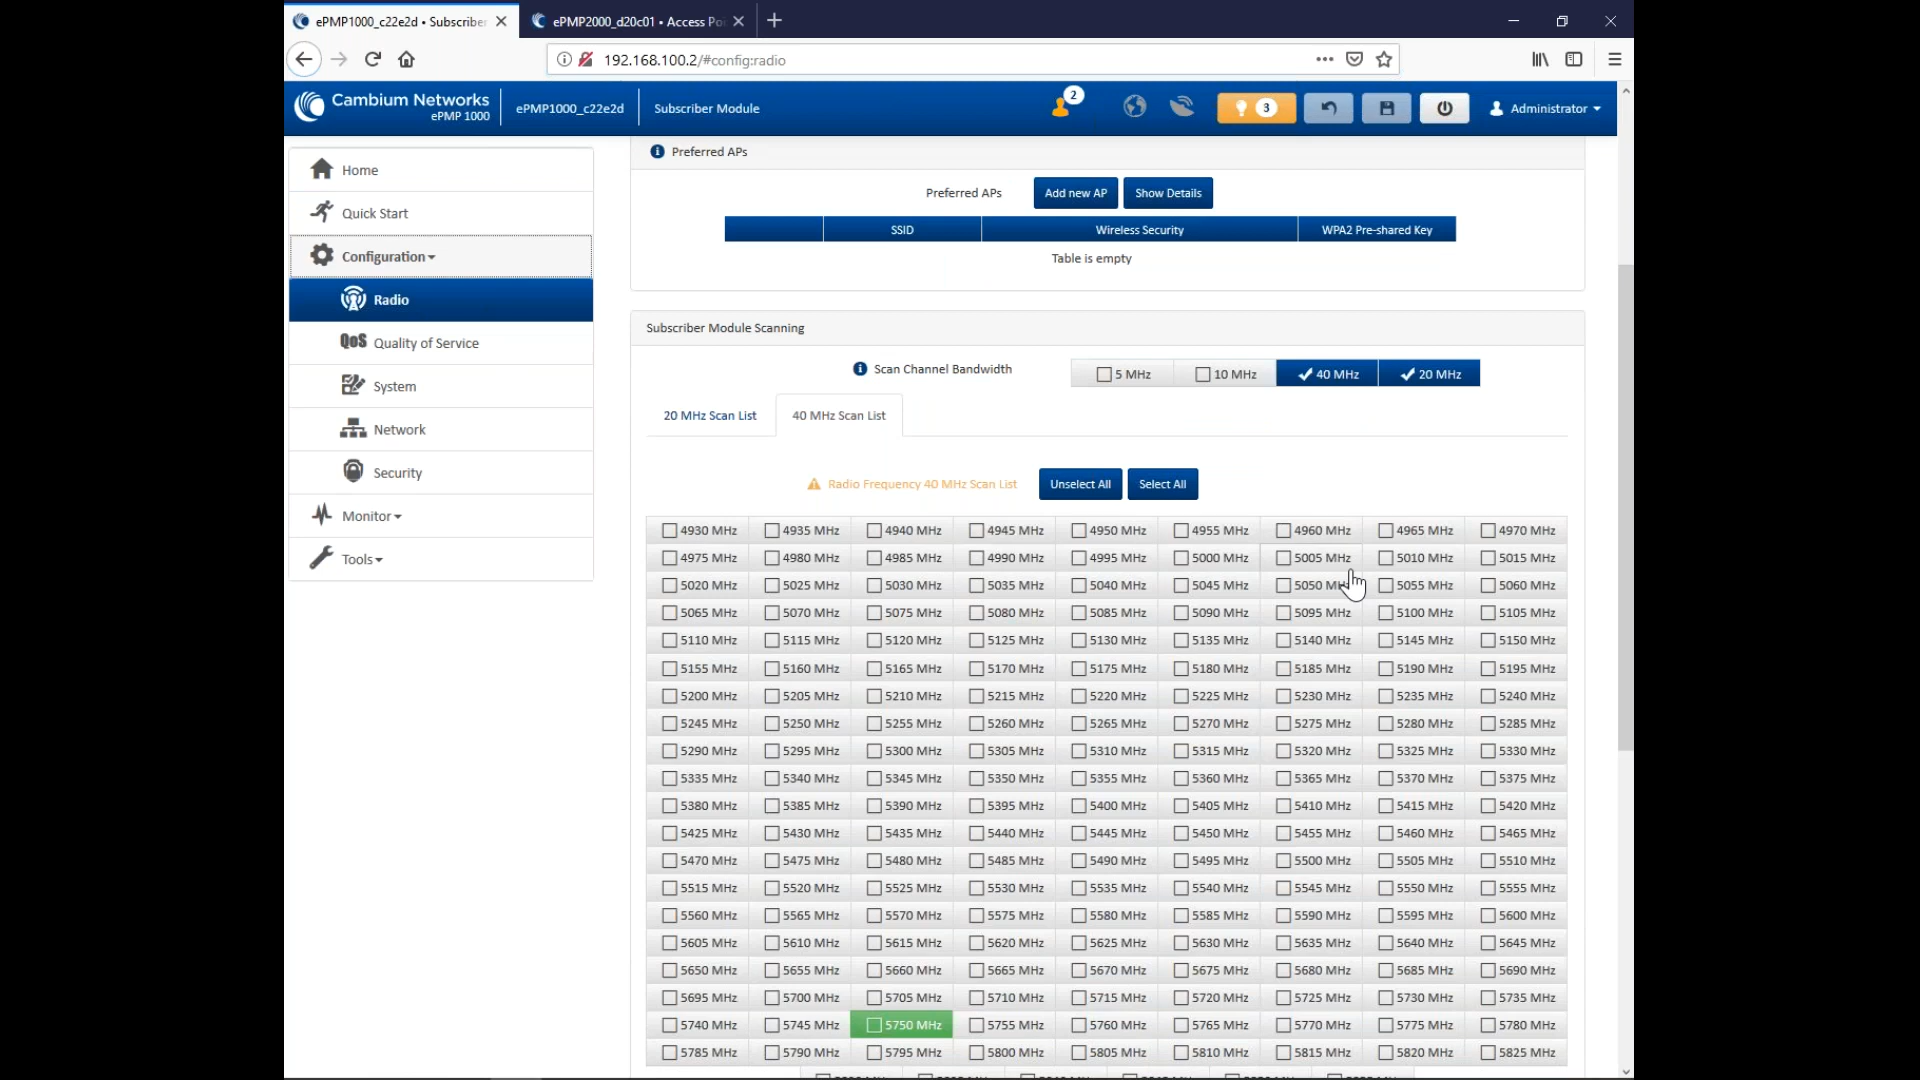 ePMP1000_c22e2d • Subscriber
ePMP2000_d20c01 • Access Po
192.168.100.2/#config:radio
Cambium Networks
ePMP 1000
ePMP1000_c22e2d
Subscriber Module
2
3
Administrator
Home
Quick Start
Configuration
Radio
QoS Quality of Service
System
Network
Security
Monitor
Tools
Preferred APs
Preferred APs Add new AP Show Details
SSID Wireless Security WPA2 Pre-shared Key
Table is empty
Subscriber Module Scanning
Scan Channel Bandwidth 5 MHz 10 MHz 40 MHz 20 MHz
20 MHz Scan List 40 MHz Scan List
Radio Frequency 40 MHz Scan List Unselect All Select All
4930 MHz 4935 MHz 4940 MHz 4945 MHz 4950 MHz 4955 MHz 4960 MHz 4965 MHz 4970 MHz
4975 MHz 4980 MHz 4985 MHz 4990 MHz 4995 MHz 5000 MHz 5005 MHz 5010 MHz 5015 MHz
5020 MHz 5025 MHz 5030 MHz 5035 MHz 5040 MHz 5045 MHz 5050 MHz 5055 MHz 5060 MHz
5065 MHz 5070 MHz 5075 MHz 5080 MHz 5085 MHz 5090 MHz 5095 MHz 5100 MHz 5105 MHz
5110 MHz 5115 MHz 5120 MHz 5125 MHz 5130 MHz 5135 MHz 5140 MHz 5145 MHz 5150 MHz
5155 MHz 5160 MHz 5165 MHz 5170 MHz 5175 MHz 5180 MHz 5185 MHz 5190 MHz 5195 MHz
5200 MHz 5205 MHz 5210 MHz 5215 MHz 5220 MHz 5225 MHz 5230 MHz 5235 MHz 5240 MHz
5245 MHz 5250 MHz 5255 MHz 5260 MHz 5265 MHz 5270 MHz 5275 MHz 5280 MHz 5285 MHz
5290 MHz 5295 MHz 5300 MHz 5305 MHz 5310 MHz 5315 MHz 5320 MHz 5325 MHz 5330 MHz
5335 MHz 5340 MHz 5345 MHz 5350 MHz 5355 MHz 5360 MHz 5365 MHz 5370 MHz 5375 MHz
5380 MHz 5385 MHz 5390 MHz 5395 MHz 5400 MHz 5405 MHz 5410 MHz 5415 MHz 5420 MHz
5425 MHz 5430 MHz 5435 MHz 5440 MHz 5445 MHz 5450 MHz 5455 MHz 5460 MHz 5465 MHz
5470 MHz 5475 MHz 5480 MHz 5485 MHz 5490 MHz 5495 MHz 5500 MHz 5505 MHz 5510 MHz
5515 MHz 5520 MHz 5525 MHz 5530 MHz 5535 MHz 5540 MHz 5545 MHz 5550 MHz 5555 MHz
5560 MHz 5565 MHz 5570 MHz 5575 MHz 5580 MHz 5585 MHz 5590 MHz 5595 MHz 5600 MHz
5605 MHz 5610 MHz 5615 MHz 5620 MHz 5625 MHz 5630 MHz 5635 MHz 5640 MHz 5645 MHz
5650 MHz 5655 MHz 5660 MHz 5665 MHz 5670 MHz 5675 MHz 5680 MHz 5685 MHz 5690 MHz
5695 MHz 5700 MHz 5705 MHz 5710 MHz 5715 MHz 5720 MHz 5725 MHz 5730 MHz 5735 MHz
5740 MHz 5745 MHz 5750 MHz 5755 MHz 5760 MHz 5765 MHz 5770 MHz 5775 MHz 5780 MHz
5785 MHz 5790 MHz 5795 MHz 5800 MHz 5805 MHz 5810 MHz 5815 MHz 5820 MHz 5825 MHz